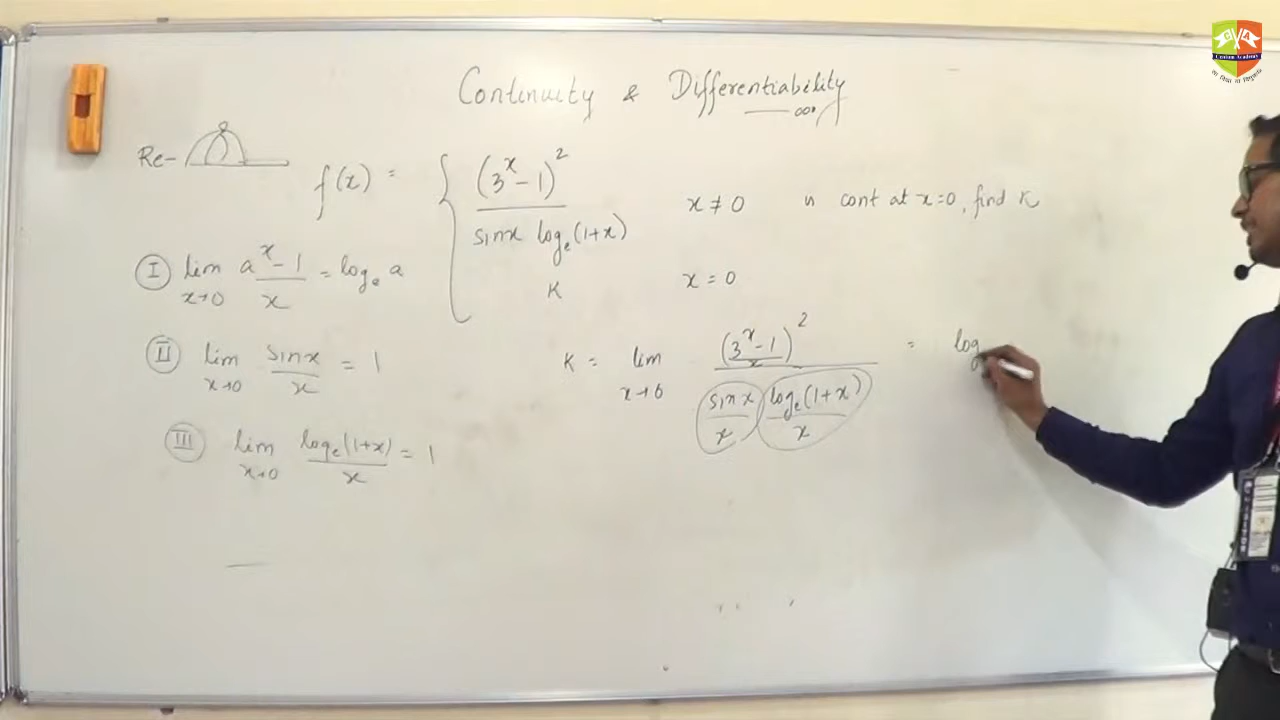 Continuity & Differentiability
Re-
f(x) =
(3^x - 1)^2
sinx log_e(1+x)
x ≠ 0
is cont at x=0, find K
K
x = 0
I lim x→0 a^x - 1 / x = log_e a
II lim x→0 sinx / x = 1
III lim x→0 log_e(1+x) / x = 1
K = lim x→0 (3^x - 1 / x)^2 / sinx / x log_e(1+x) / x = log